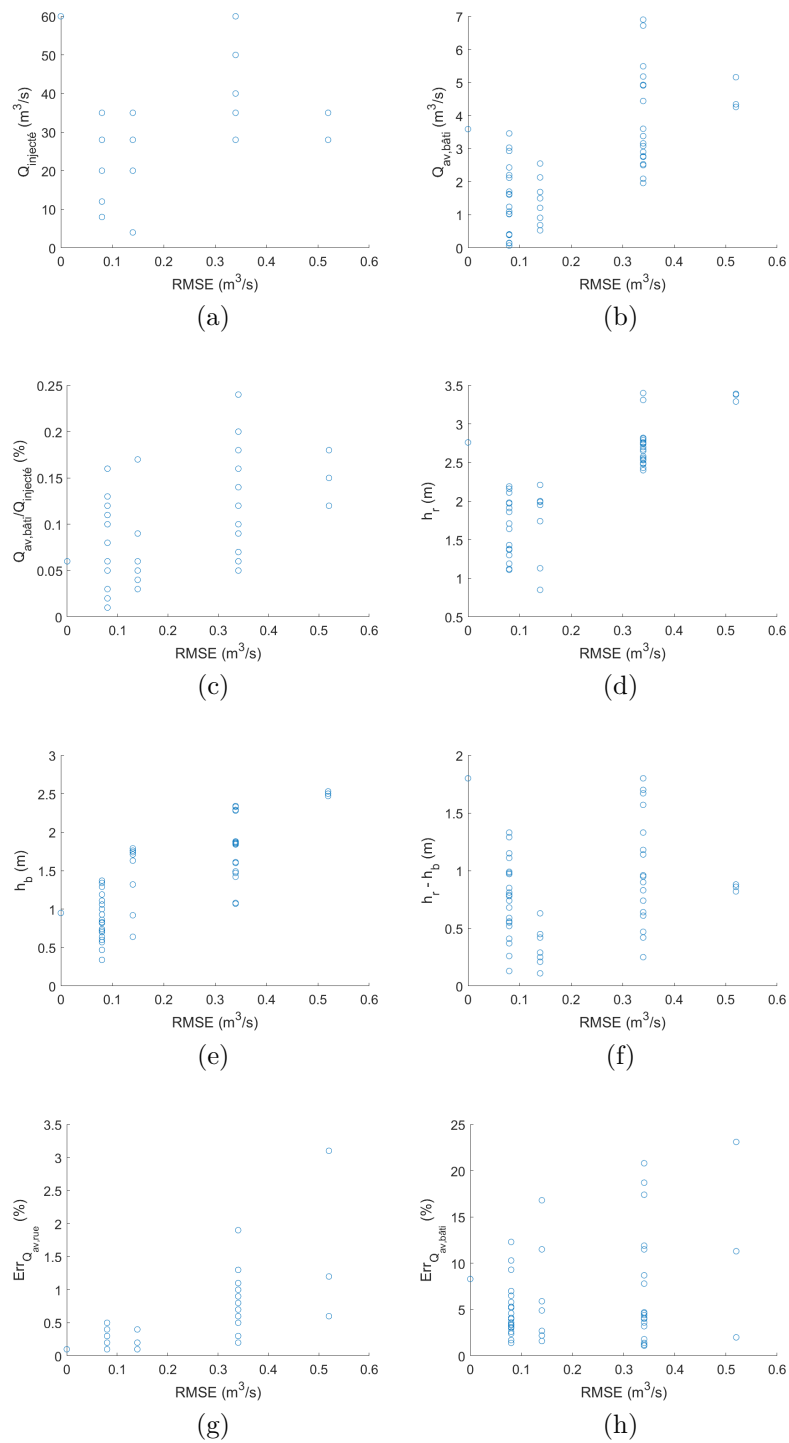 60
50
40
30
20
10
0
Q_injecté (m^3/s)
0 0.1 0.2 0.3 0.4 0.5 0.6
RMSE (m^3/s)
(a)
7
6
5
4
3
2
1
0
Q_av,bâti (m^3/s)
0 0.1 0.2 0.3 0.4 0.5 0.6
RMSE (m^3/s)
(b)
0.25
0.2
0.15
0.1
0.05
0
Q_av,bâti/Q_injecté (%)
0 0.1 0.2 0.3 0.4 0.5 0.6
RMSE (m^3/s)
(c)
3.5
3
2.5
2
1.5
1
0.5
h_r (m)
0 0.1 0.2 0.3 0.4 0.5 0.6
RMSE (m^3/s)
(d)
3
2.5
2
1.5
1
0.5
0
h_b (m)
0 0.1 0.2 0.3 0.4 0.5 0.6
RMSE (m^3/s)
(e)
2
1.5
1
0.5
0
h_r - h_b (m)
0 0.1 0.2 0.3 0.4 0.5 0.6
RMSE (m^3/s)
(f)
3.5
3
2.5
2
1.5
1
0.5
0
Err_Q_av,rue (%)
0 0.1 0.2 0.3 0.4 0.5 0.6
RMSE (m^3/s)
(g)
25
20
15
10
5
0
Err_Q_av,bâti (%)
0 0.1 0.2 0.3 0.4 0.5 0.6
RMSE (m^3/s)
(h)